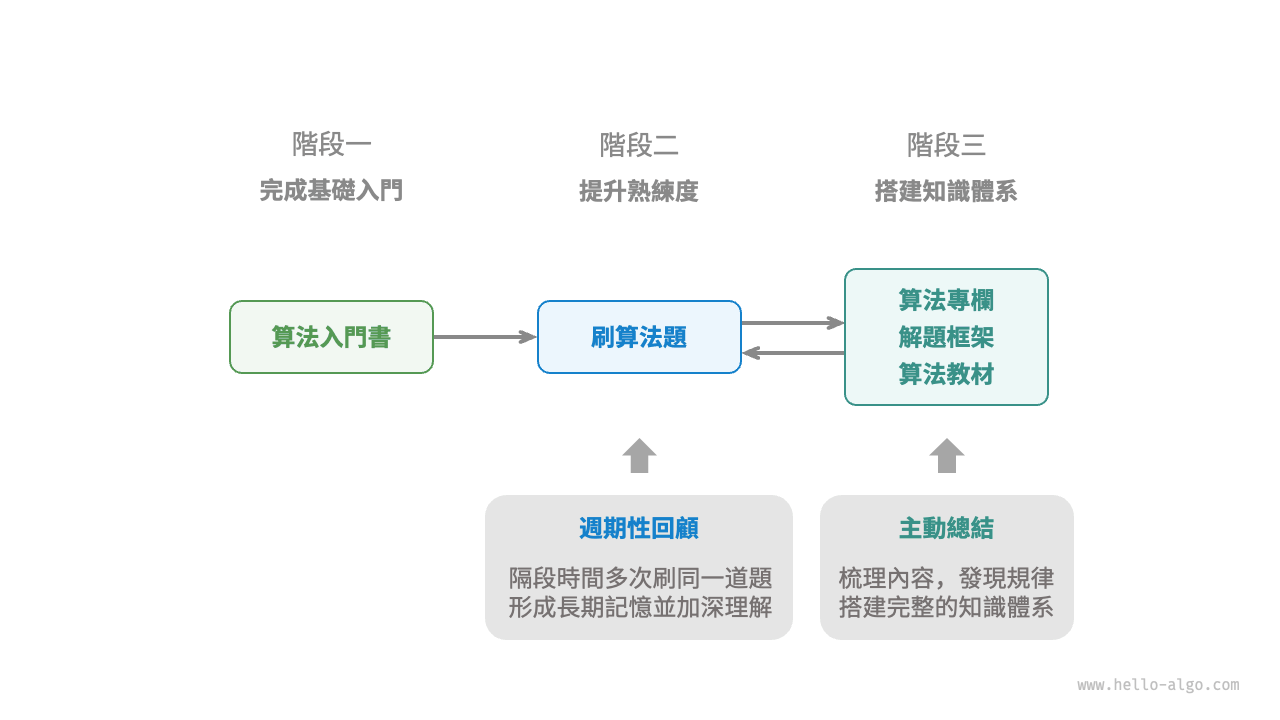 階段一
完成基礎入門
階段二
提升熟練度
階段三
搭建知識體系
算法入門書
刷算法題
算法專欄
解題框架
算法教材
週期性回顧
隔段時間多次刷同一道題
形成長期記憶並加深理解
主動總結
梳理內容，發現規律
搭建完整的知識體系
www.hello-algo.com